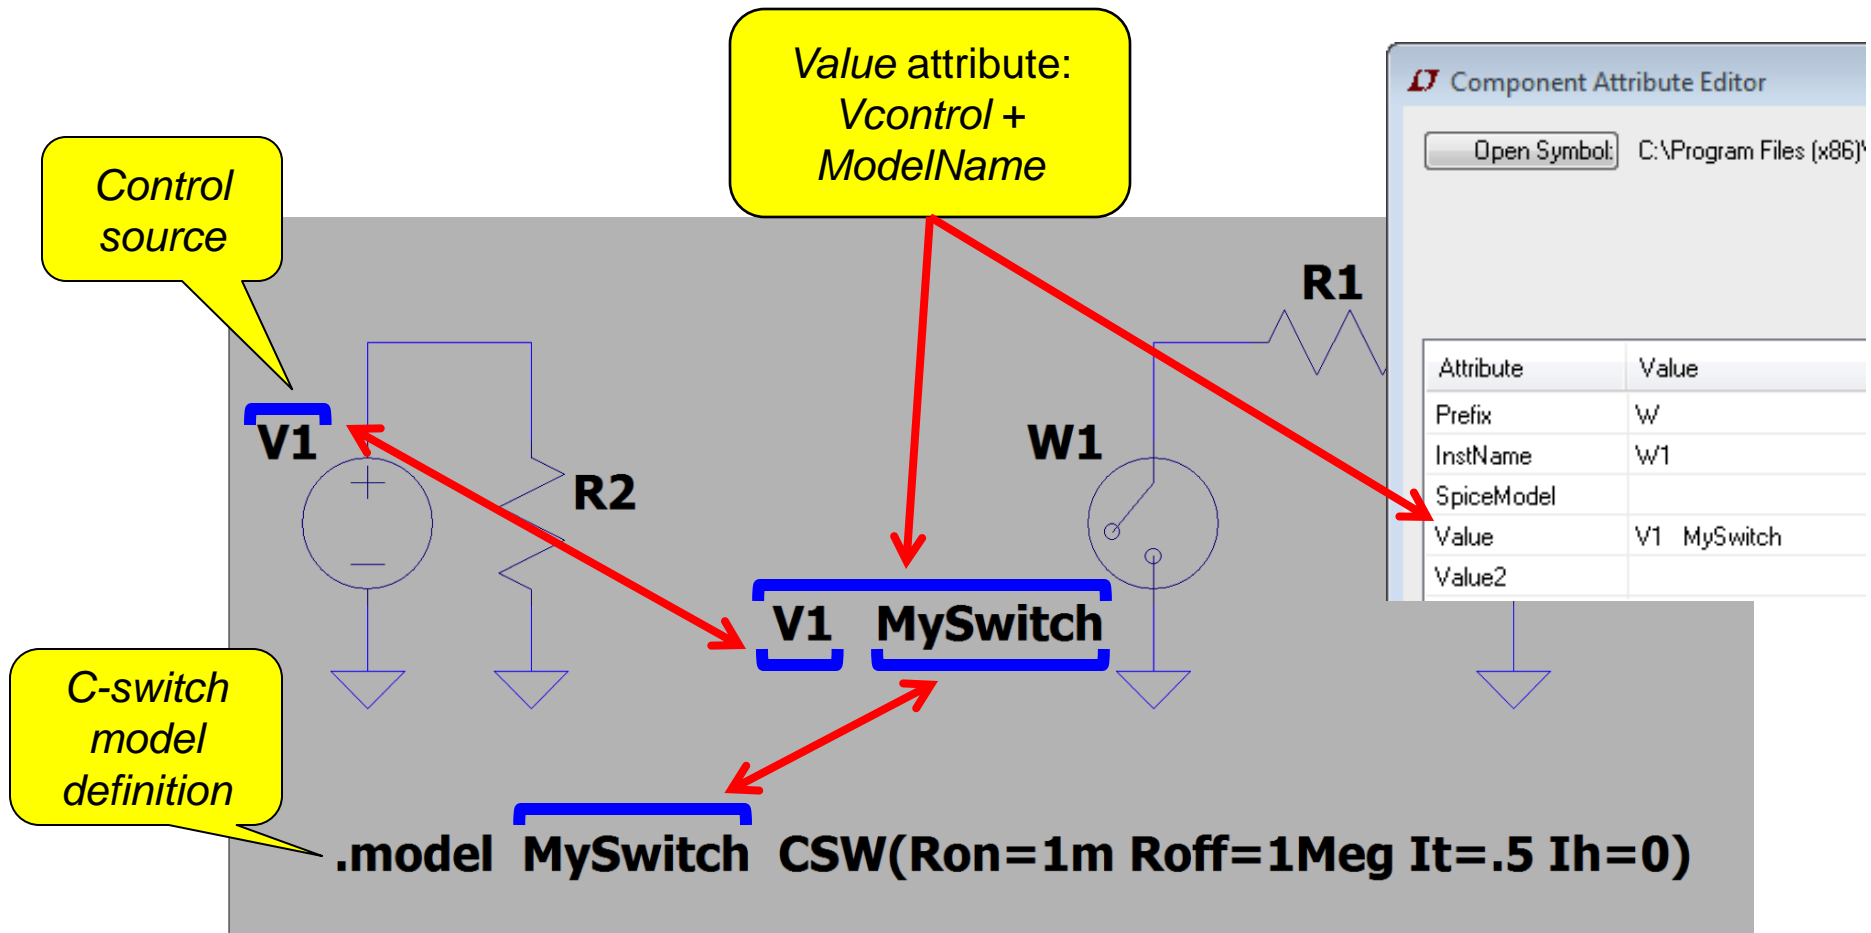 Value attribute:
Vcontrol +
ModelName
Control
source
Component Attribute Editor
Open Symbol:
C:\Program Files (x86)\
R1
Attribute Value
Prefix W
InstName W1
SpiceModel
Value V1 MySwitch
Value2
V1
R2
W1
V1 MySwitch
C-switch
model
definition
.model MySwitch CSW(Ron=1m Roff=1Meg It=.5 Ih=0)